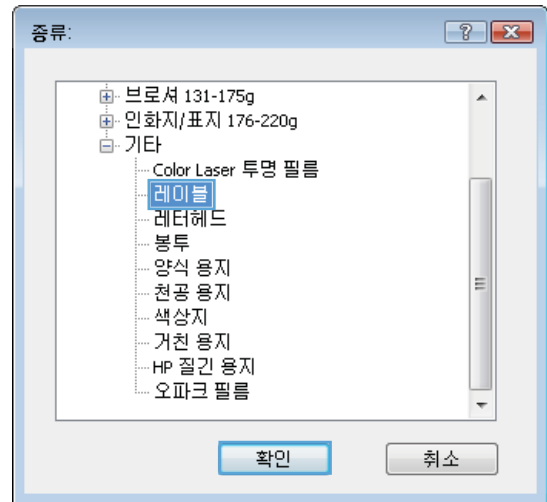 종류:
브로셔 131-175g
인화지/표지 176-220g
기타
Color Laser 투명 필름
레이블
레터헤드
봉투
양식 용지
천공 용지
색상지
거친 용지
HP 질긴 용지
오파크 필름
확인
취소